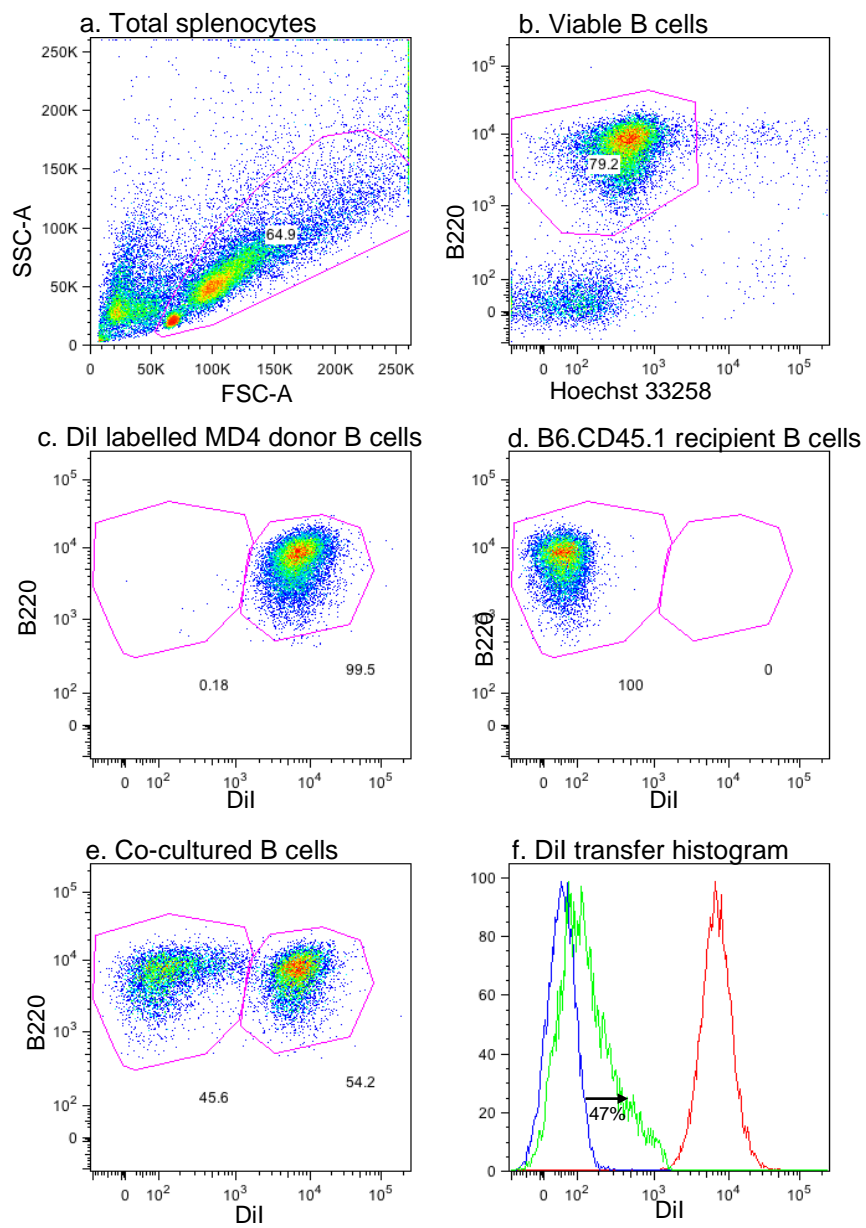 a. Total splenocytes
250K
200K
150K
100K
50K
0
SSC-A
64.9
0 50K 100K 150K 200K 250K
FSC-A
b. Viable B cells
10^5
10^4
10^3
10^2
0
B220
79.2
0 10^2 10^3 10^4 10^5
Hoechst 33258
c. DiI labelled MD4 donor B cells
10^5
10^4
10^3
10^2
0
B220
0.18
99.5
0 10^2 10^3 10^4 10^5
DiI
d. B6.CD45.1 recipient B cells
10^5
10^4
10^3
10^2
0
B220
100
0
0 10^2 10^3 10^4 10^5
DiI
e. Co-cultured B cells
10^5
10^4
10^3
10^2
0
B220
45.6
54.2
0 10^2 10^3 10^4 10^5
DiI
f. DiI transfer histogram
100
80
60
40
20
0
47%
0 10^2 10^3 10^4 10^5
DiI